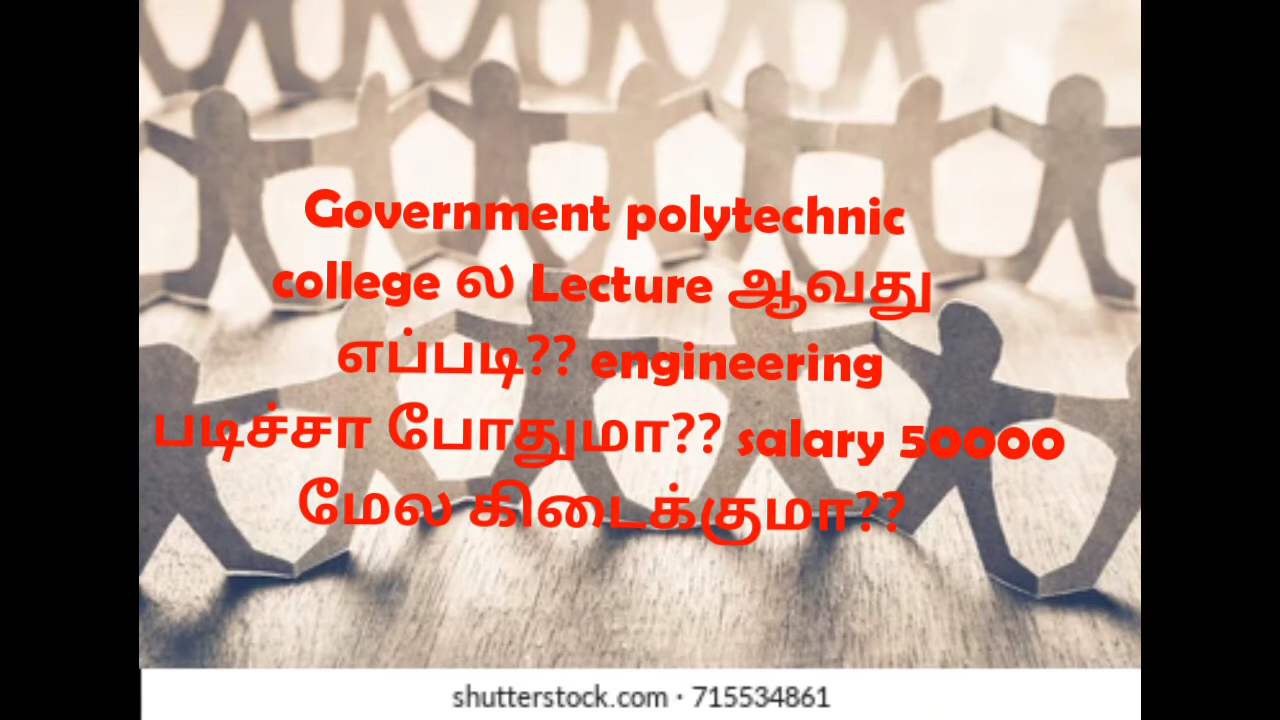 Government polytechnic
college ல Lecture ஆவது
எப்படி?? engineering
படிச்சா போதுமா?? salary 50000
மேல கிடைக்குமா??
shutterstock.com · 715534861